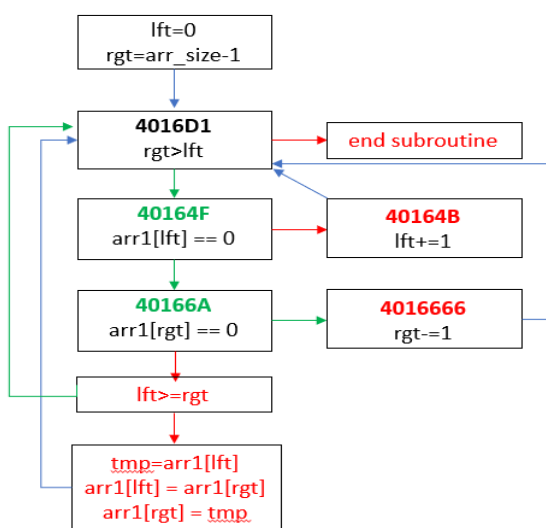 lft=0
rgt=arr_size-1
4016D1
rgt>lft
end subroutine
40164F
arr1[lft] == 0
40164B
lft+=1
40166A
arr1[rgt] == 0
4016666
rgt-=1
lft>=rgt
tmp=arr1[lft]
arr1[lft] = arr1[rgt]
arr1[rgt] = tmp